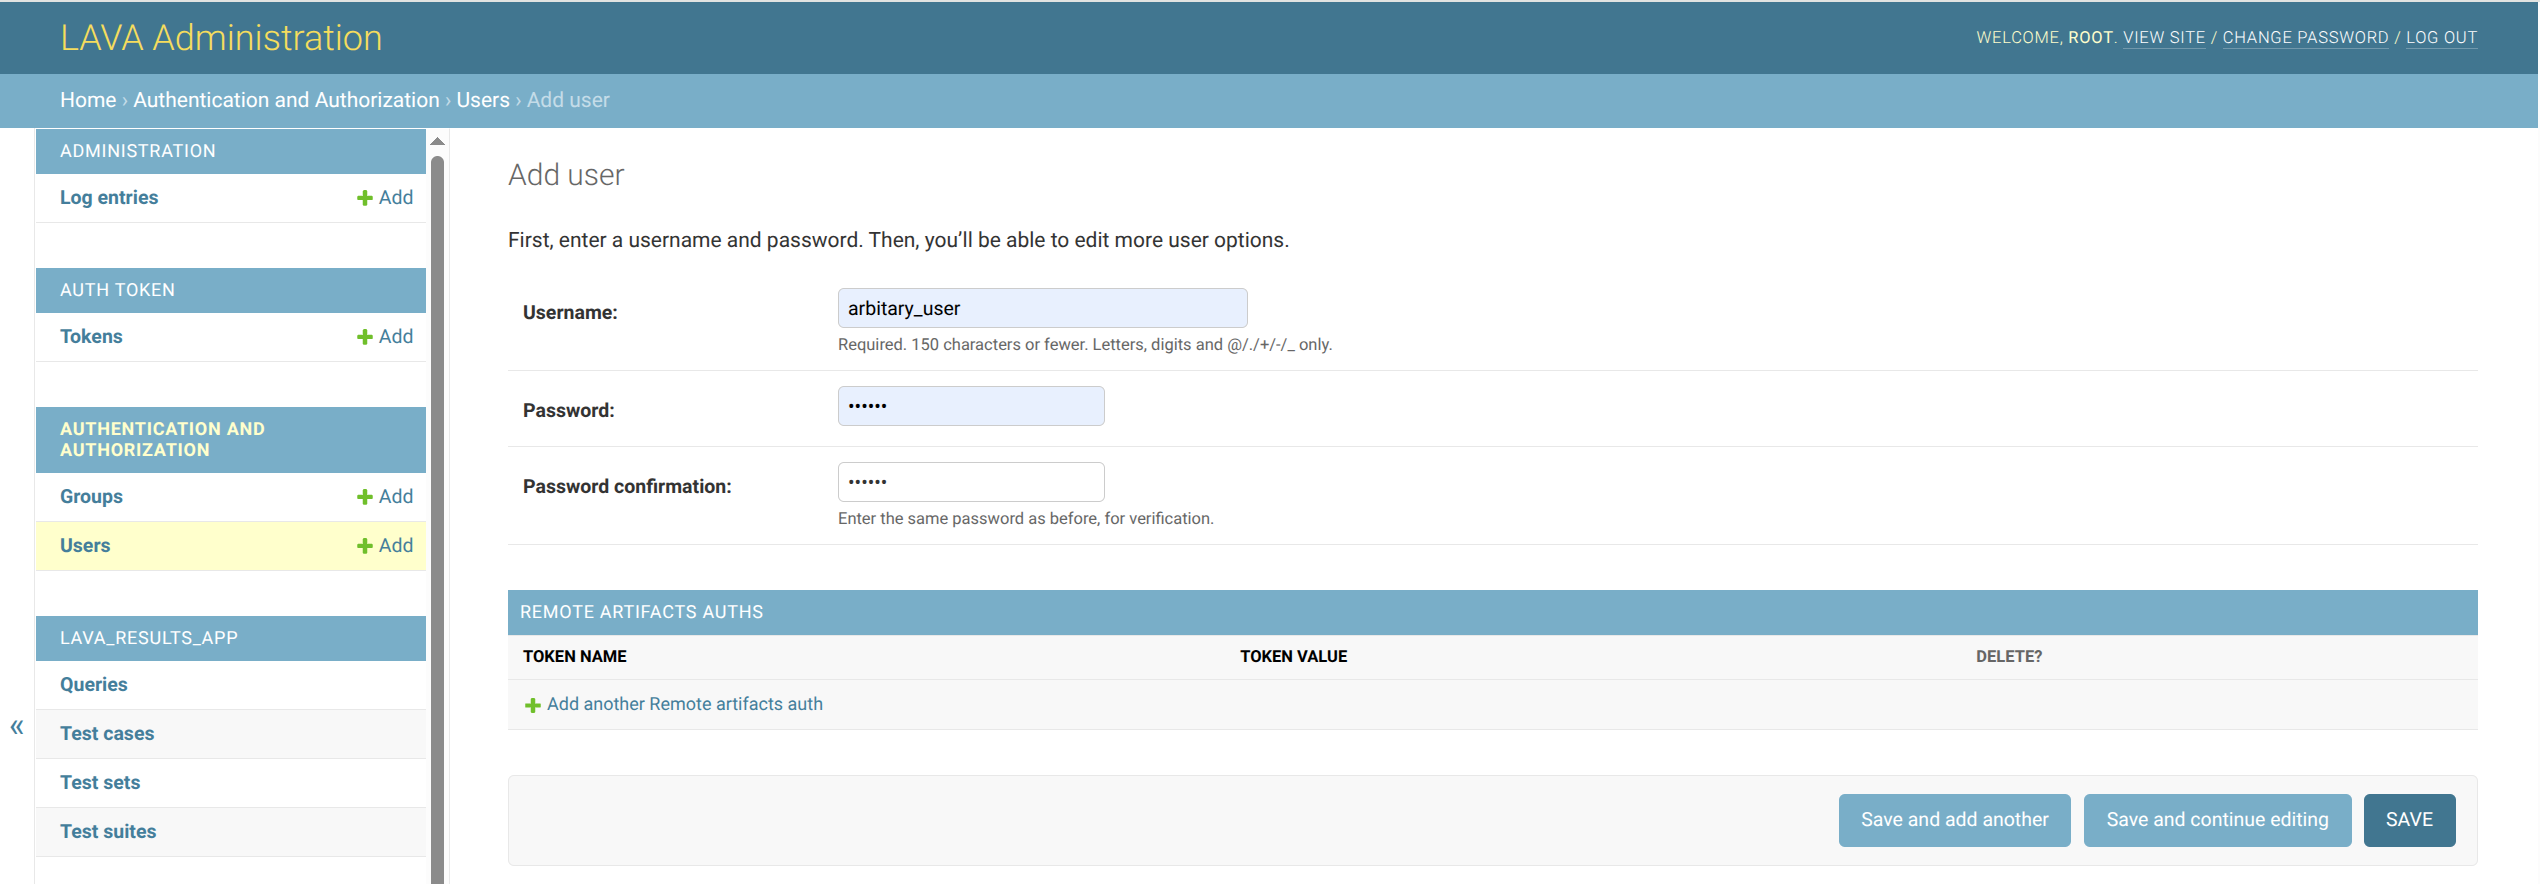 LAVA Administration
WELCOME, ROOT. VIEW SITE / CHANGE PASSWORD / LOG OUT
Home › Authentication and Authorization › Users › Add user
ADMINISTRATION
Log entries
Add
AUTH TOKEN
Tokens
Add
AUTHENTICATION AND
AUTHORIZATION
Groups
Add
Users
Add
LAVA_RESULTS_APP
Queries
Test cases
Test sets
Test suites
«
Add user
First, enter a username and password. Then, you’ll be able to edit more user options.
Username:
arbitary_user
Required. 150 characters or fewer. Letters, digits and @/./+/-/_ only.
Password:
••••••
Password confirmation:
••••••
Enter the same password as before, for verification.
REMOTE ARTIFACTS AUTHS
TOKEN NAME
TOKEN VALUE
DELETE?
Add another Remote artifacts auth
Save and add another
Save and continue editing
SAVE